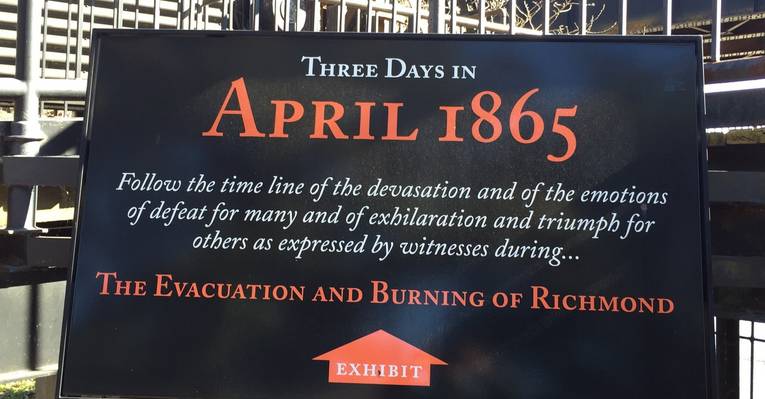 Three Days in
April 1865
Follow the time line of the devasation and of the emotions
of defeat for many and of exhilaration and triumph for
others as expressed by witnesses during...
The Evacuation and Burning of Richmond
EXHIBIT